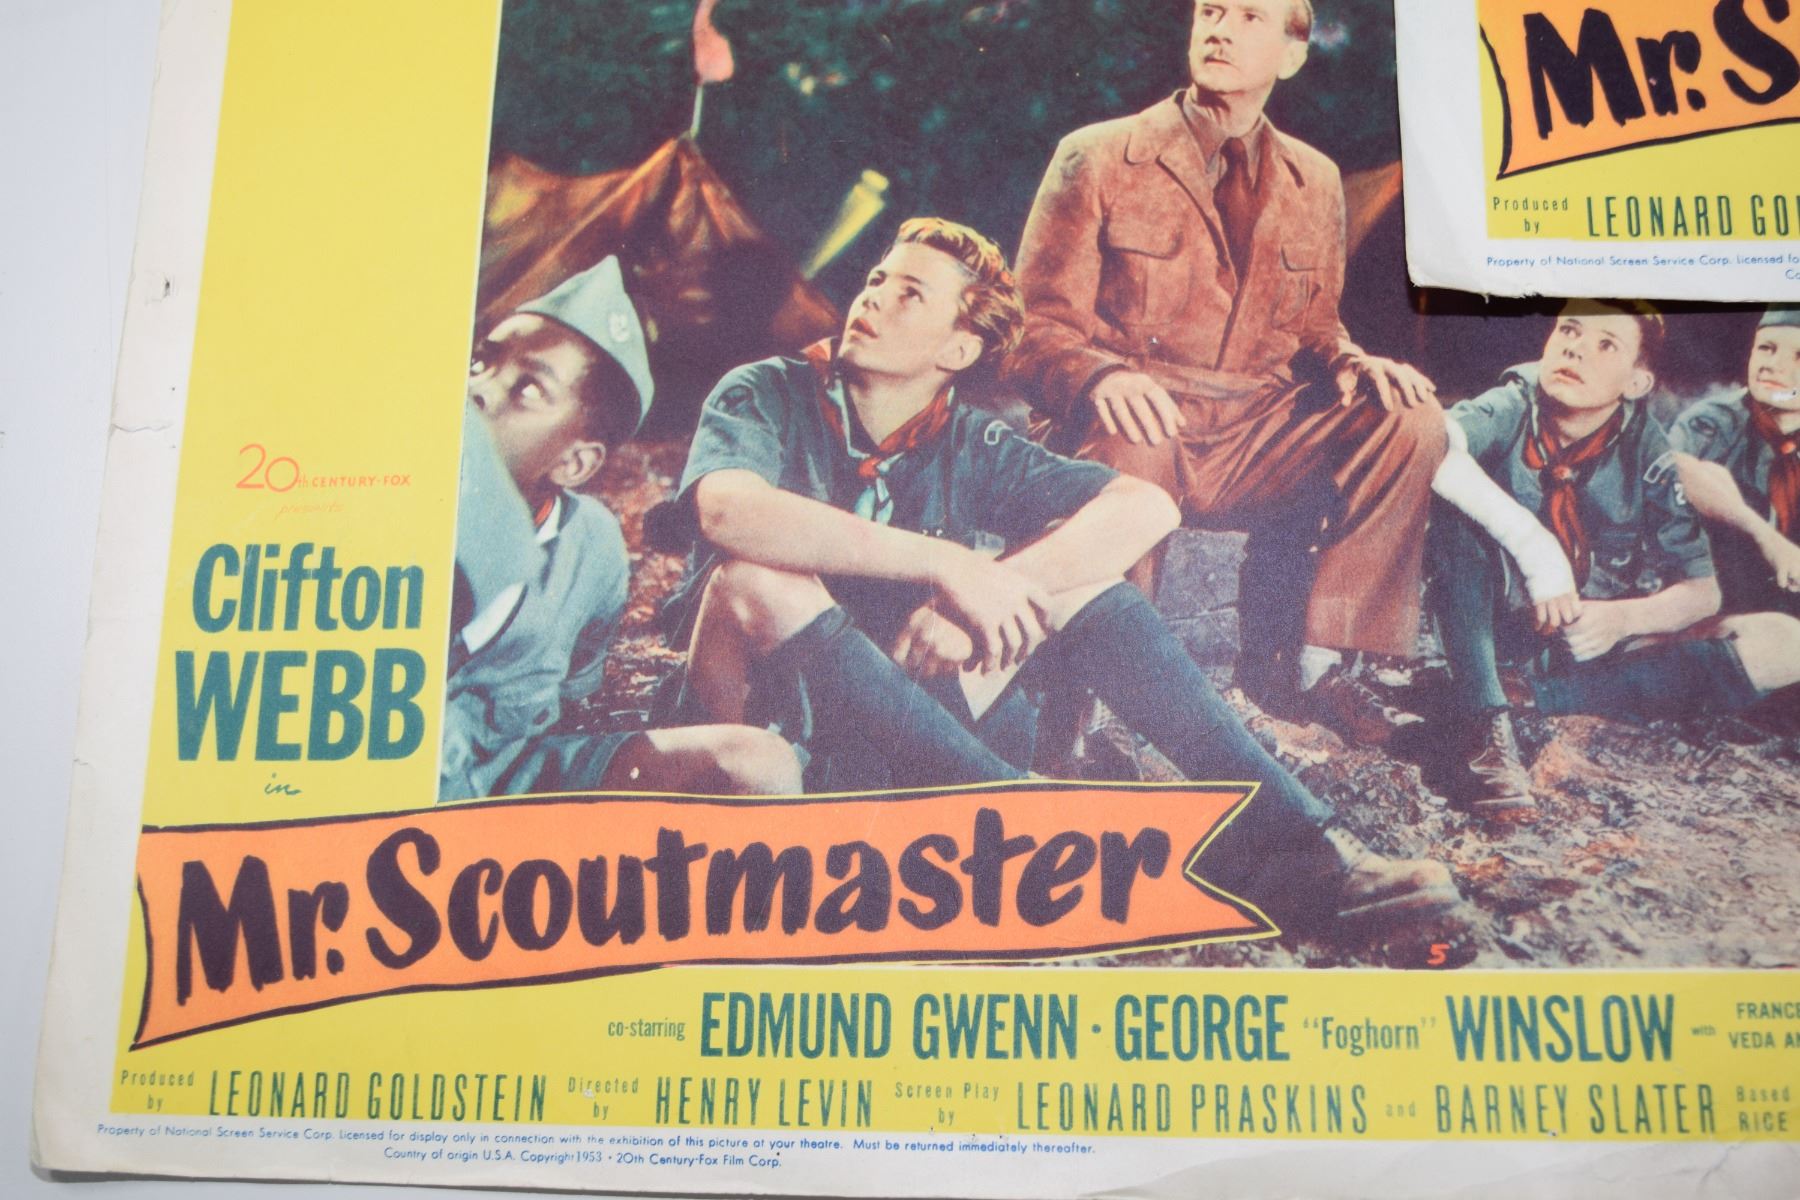 20th CENTURY-FOX
presents
Clifton
WEBB
in
Mr. Scoutmaster
5
co-starring EDMUND GWENN · GEORGE "Foghorn" WINSLOW with
FRANCE
VEDA AN
Produced by LEONARD GOLDSTEIN Directed by HENRY LEVIN Screen Play by LEONARD PRASKINS and BARNEY SLATER Based
RICE
Property of National Screen Service Corp. Licensed for display only in connection with the exhibition of this picture at your theatre. Must be returned immediately thereafter.
Country of origin U.S.A. Copyright 1953 · 20th Century-Fox Film Corp.
Mr. S
Produced by LEONARD GOL
Property of National Screen Service Corp. Licensed fo
Co